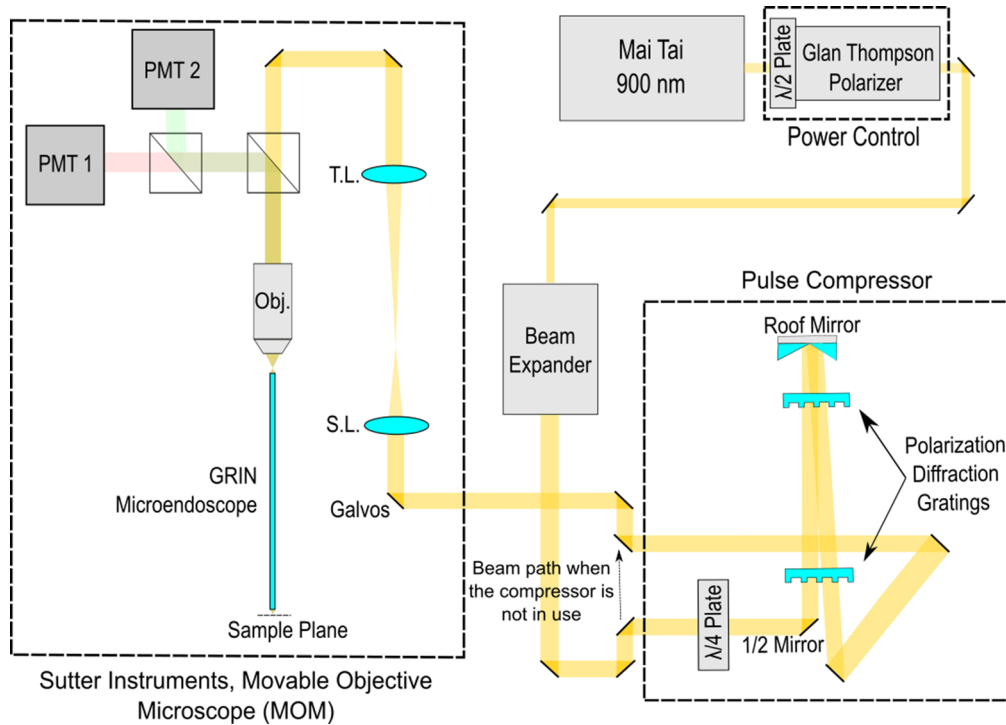 PMT 2
PMT 1
T.L.
Obj.
S.L.
GRIN
Microendoscope
Galvos
Sample Plane
Sutter Instruments, Movable Objective
Microscope (MOM)
Mai Tai
900 nm
λ/2 Plate
Glan Thompson
Polarizer
Power Control
Beam
Expander
Beam path when
the compressor is
not in use
Pulse Compressor
Roof Mirror
Polarization
Diffraction
Gratings
λ/4 Plate
1/2 Mirror